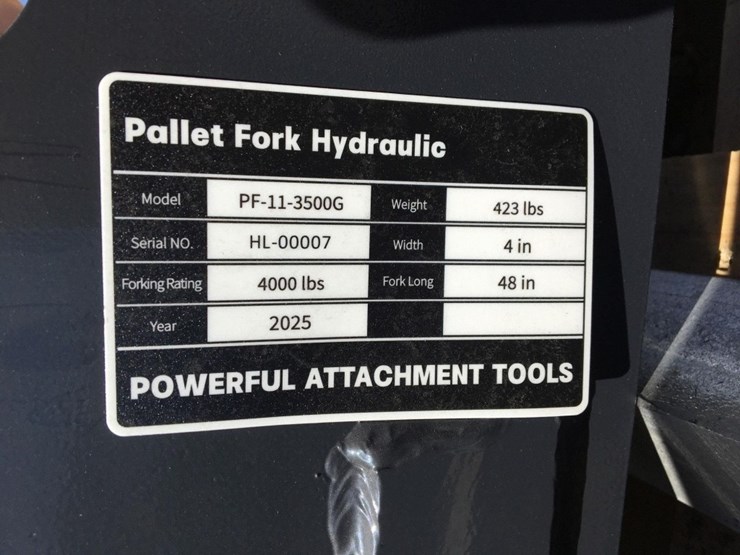 Pallet Fork Hydraulic
Model PF-11-3500G Weight 423 lbs
Serial NO. HL-00007 Width 4 in
Forking Rating 4000 lbs Fork Long 48 in
Year 2025
POWERFUL ATTACHMENT TOOLS